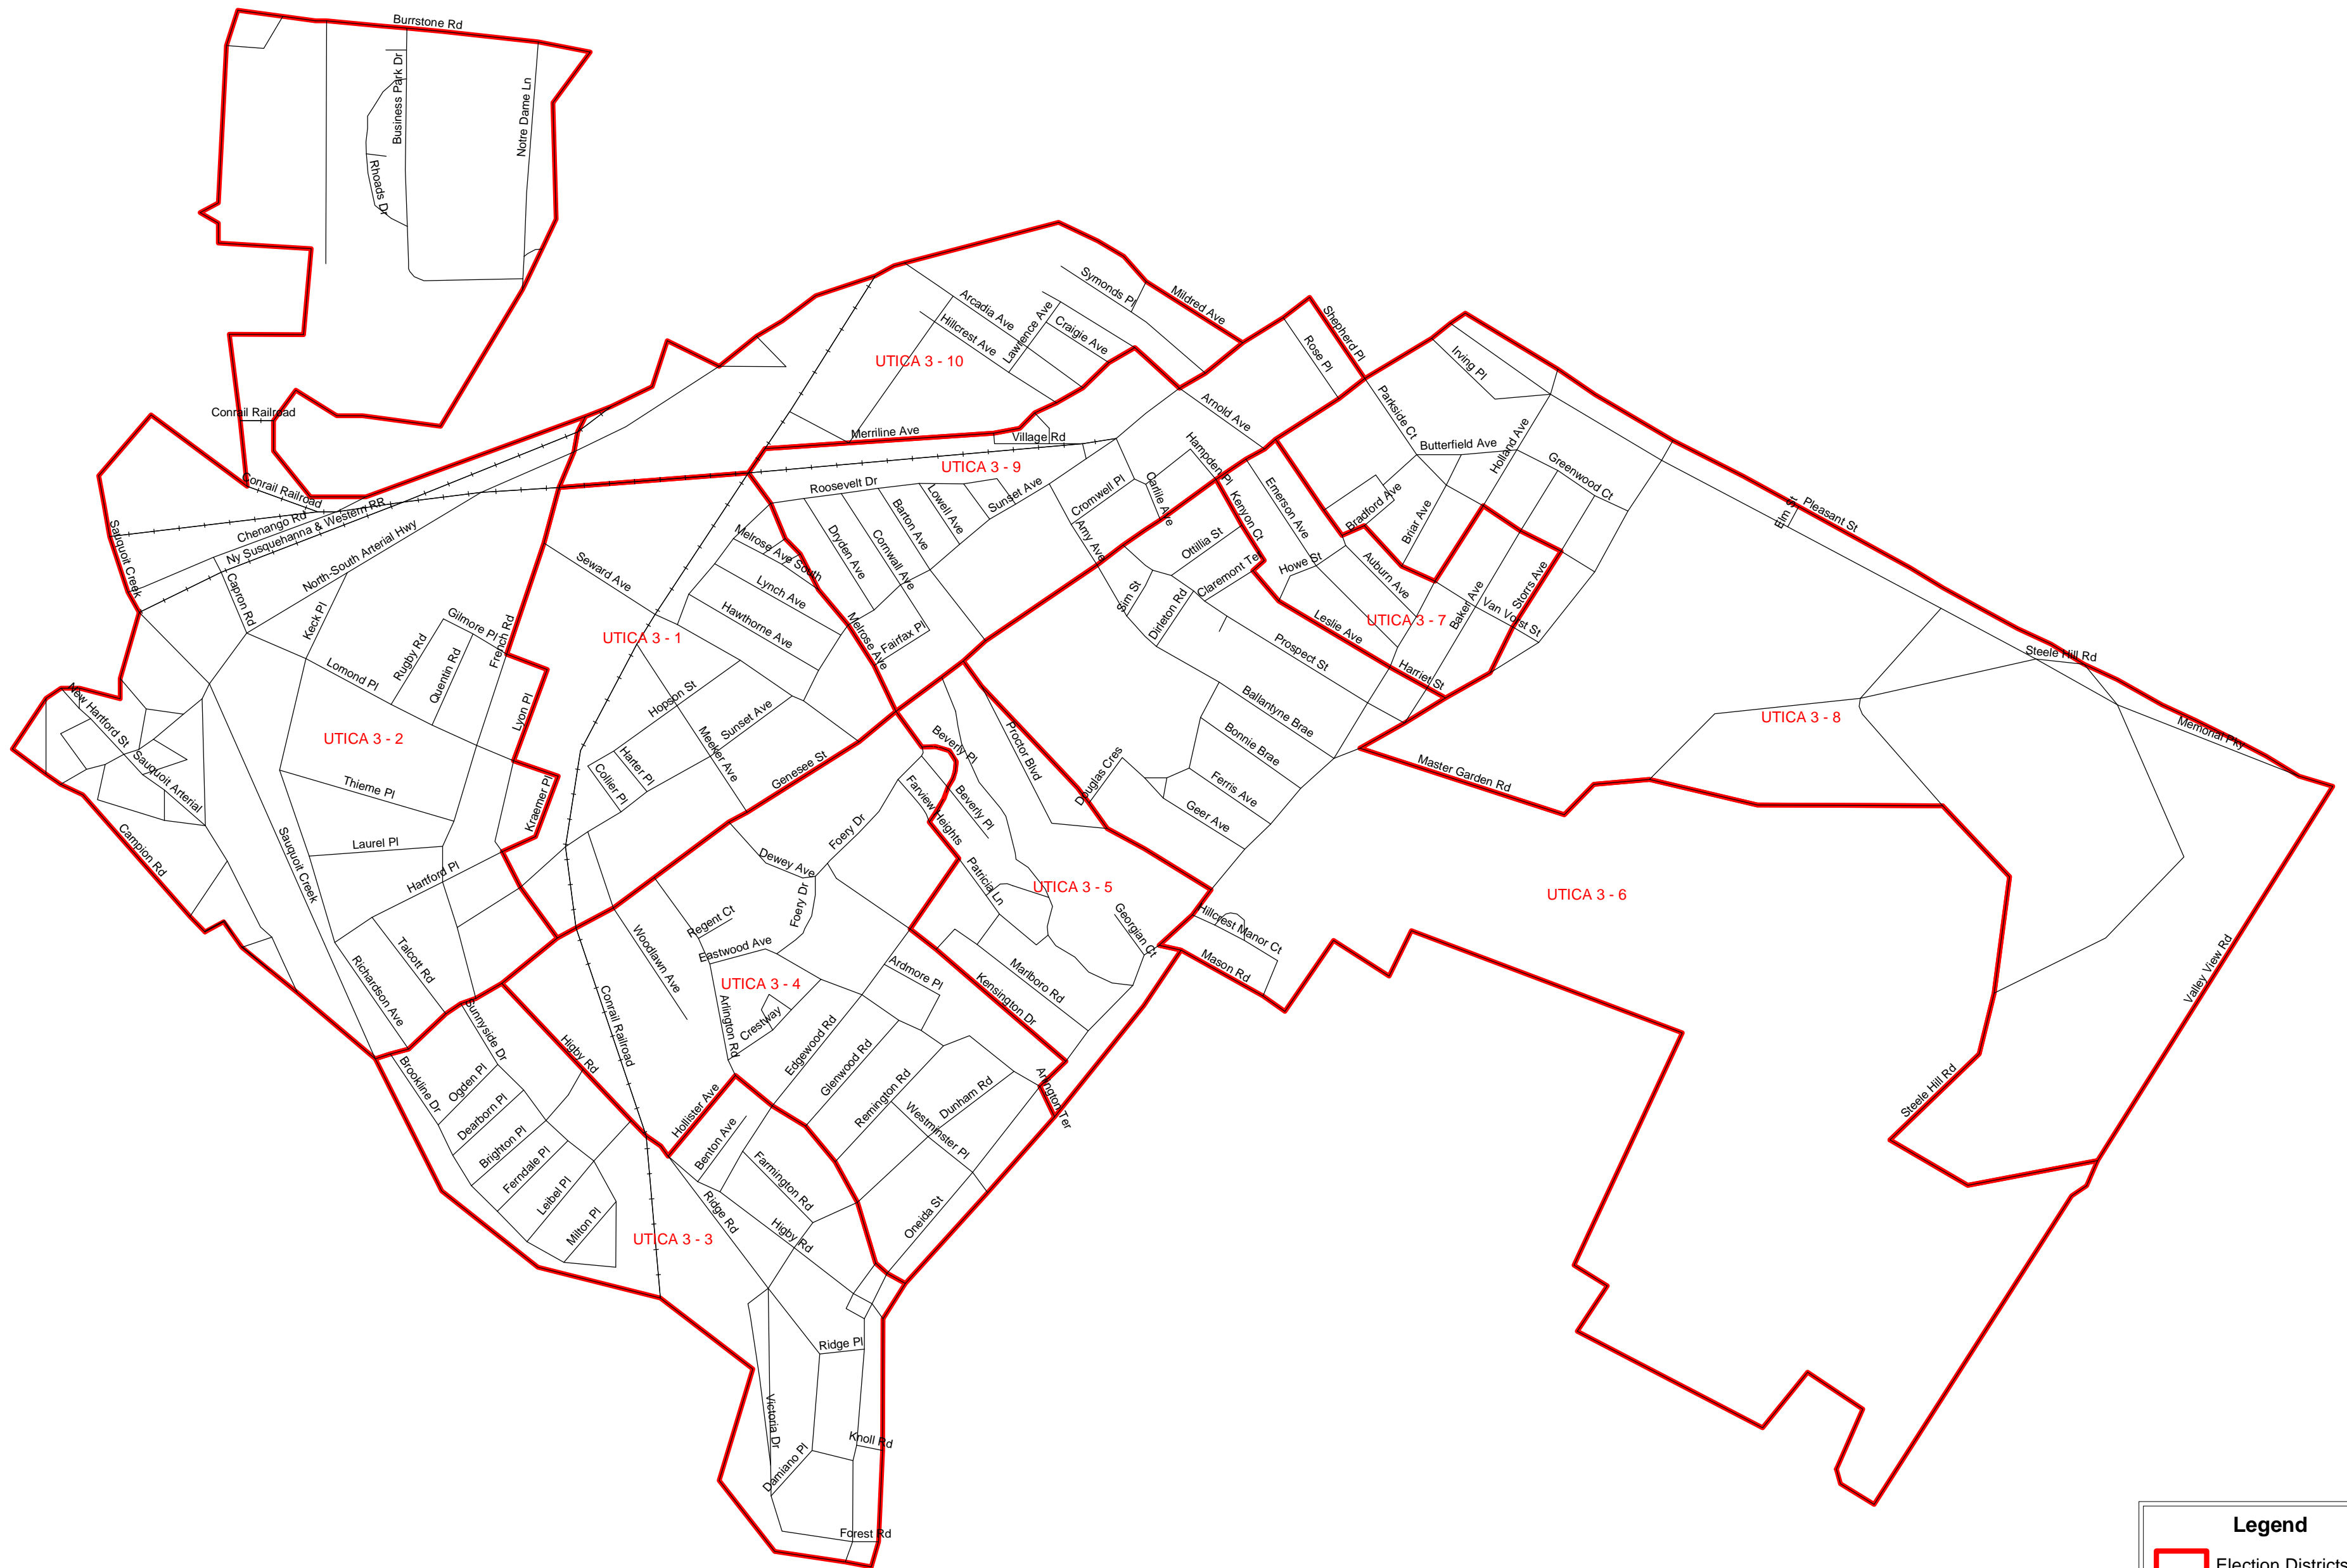 Burrstone Rd
Business Park Dr
Notre Dame Ln
Rhoads Dr
Conrail Railroad
Conrail Railroad
Chenango Rd
Ny Susquehanna & Western RR
North-South Arterial Hwy
Sauquoit Creek
Capron Rd
Keck Pl
Gilmore Pl
French Rd
Rugby Rd
Quentin Rd
Lomond Pl
Lyon Pl
UTICA 3 - 2
New Hartford St
Sauquoit Arterial
Thieme Pl
Kraemer Pl
Campion Rd
Laurel Pl
Sauquoit Creek
Hartford Pl
Talcott Rd
Richardson Ave
Symonds Pl
Mildred Ave
Arcadia Ave
Lawrence Ave
Craigie Ave
Hillcrest Ave
UTICA 3 - 10
Merriline Ave
Village Rd
UTICA 3 - 9
Roosevelt Dr
Lowell Ave
Sunset Ave
Barton Ave
Cornwall Ave
Dryden Ave
Melrose Ave South
Lynch Ave
Hawthorne Ave
Melrose Ave
Fairfax Pl
Seward Ave
UTICA 3 - 1
Hopson St
Sunset Ave
Meeker Ave
Harter Pl
Collier Pl
Genesee St
Shepherd Pl
Rose Pl
Arnold Ave
Parkside Ct
Irving Pl
Butterfield Ave
Holland Ave
Greenwood Ct
Hampden Pl
Cromwell Pl
Carlile Ave
Amy Ave
Kenyon Ct
Emerson Ave
Bradford Ave
Briar Ave
Ottillia St
Claremont Ter
Howe St
Auburn Ave
Baker Ave
Storrs Ave
Van Vorst St
Elm St
Pleasant St
Sim St
Dirleton Rd
Leslie Ave
UTICA 3 - 7
Prospect St
Harriet St
Steele Hill Rd
UTICA 3 - 8
Memorial Pky
Ballantyne Brae
Bonnie Brae
Ferris Ave
Geer Ave
Douglas Cres
Proctor Blvd
Beverly Pl
Beverly Pl
Farview Heights
Master Garden Rd
Foery Dr
Dewey Ave
Foery Dr
Patricia Ln
UTICA 3 - 5
UTICA 3 - 6
Georgian Ct
Hillcrest Manor Ct
Mason Rd
Regent Ct
Woodlawn Ave
Eastwood Ave
UTICA 3 - 4
Ardmore Pl
Marlboro Rd
Kensington Dr
Valley View Rd
Conrail Railroad
Arlington Rd
Crestway
Edgewood Rd
Glenwood Rd
Remington Rd
Dunham Rd
Westminster Pl
Arlington Ter
Steele Hill Rd
Sunnyside Dr
Higby Rd
Brookline Dr
Ogden Pl
Dearborn Pl
Brighton Pl
Ferndale Pl
Leibel Pl
Milton Pl
Hollister Ave
Benton Ave
Farmington Rd
Ridge Rd
Higby Rd
Oneida St
UTICA 3 - 3
Ridge Pl
Victoria Dr
Knoll Rd
Damiano Pl
Forest Rd
Legend
Election Districts